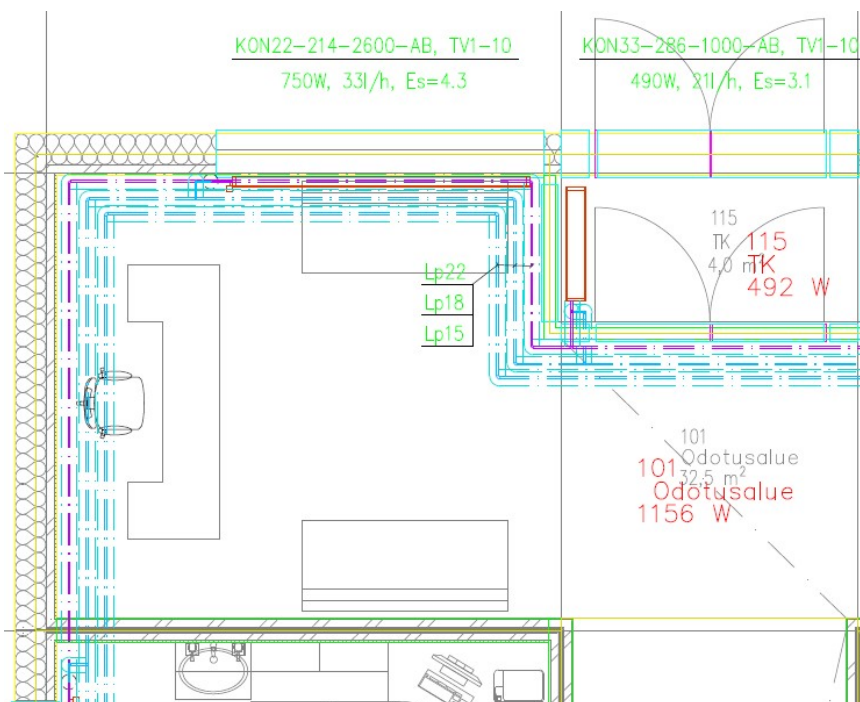 KON22-214-2600-AB, TV1-10
750W, 33l/h, Es=4.3
KON33-286-1000-AB, TV1-10
490W, 21l/h, Es=3.1
115
TK
4,0 m²
115
TK
492 W
Lp22
Lp18
Lp15
101
Odotusalue
32,5 m²
101
Odotusalue
1156 W